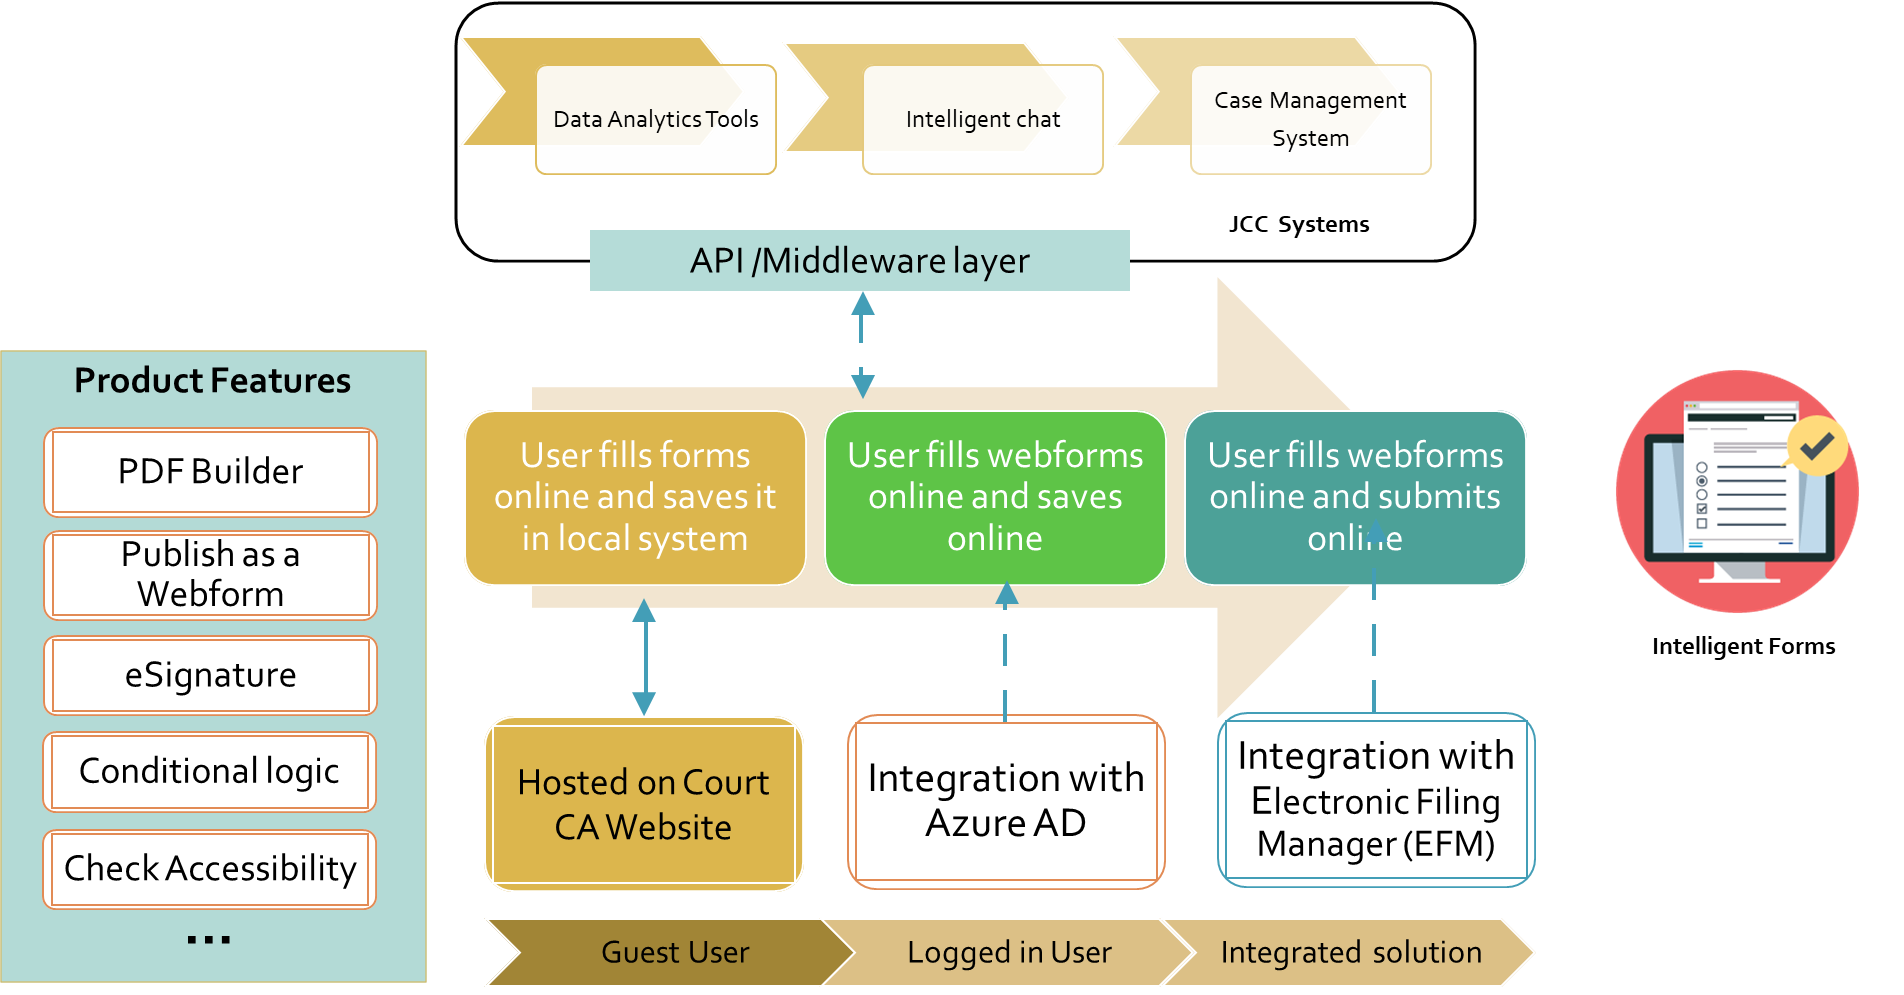 Data Analytics Tools
Intelligent chat
Case Management
System
JCC Systems
API /Middleware layer
Product Features
PDF Builder
Publish as a
Webform
eSignature
Conditional logic
Check Accessibility
...
User fills forms
online and saves it
in local system
User fills webforms
online and saves
online
User fills webforms
online and submits
online
Intelligent Forms
Hosted on Court
CA Website
Integration with
Azure AD
Integration with
Electronic Filing
Manager (EFM)
Guest User
Logged in User
Integrated solution